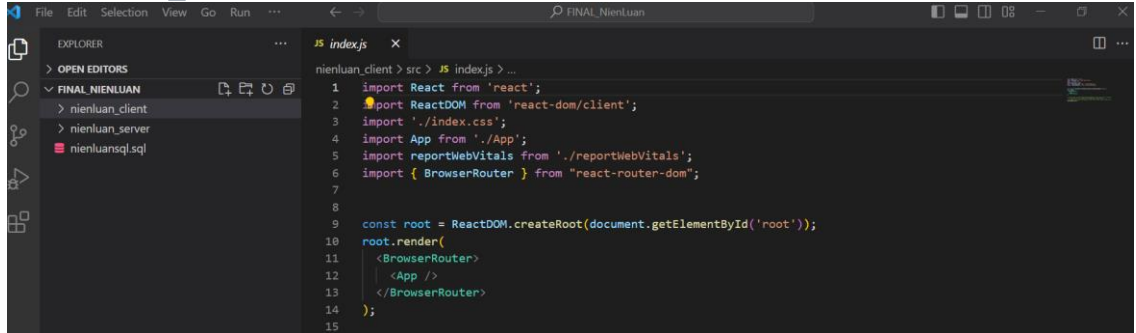 File Edit Selection View Go Run ··· FINAL_NienLuan
EXPLORER ···
> OPEN EDITORS
FINAL_NIENLUAN
> nienluan_client
> nienluan_server
nienluansql.sql
JS index.js
nienluan_client > src > JS index.js > ...
1 import React from 'react';
2 import ReactDOM from 'react-dom/client';
3 import './index.css';
4 import App from './App';
5 import reportWebVitals from './reportWebVitals';
6 import { BrowserRouter } from "react-router-dom";
7
8
9 const root = ReactDOM.createRoot(document.getElementById('root'));
10 root.render(
11 <BrowserRouter>
12 <App />
13 </BrowserRouter>
14 );
15